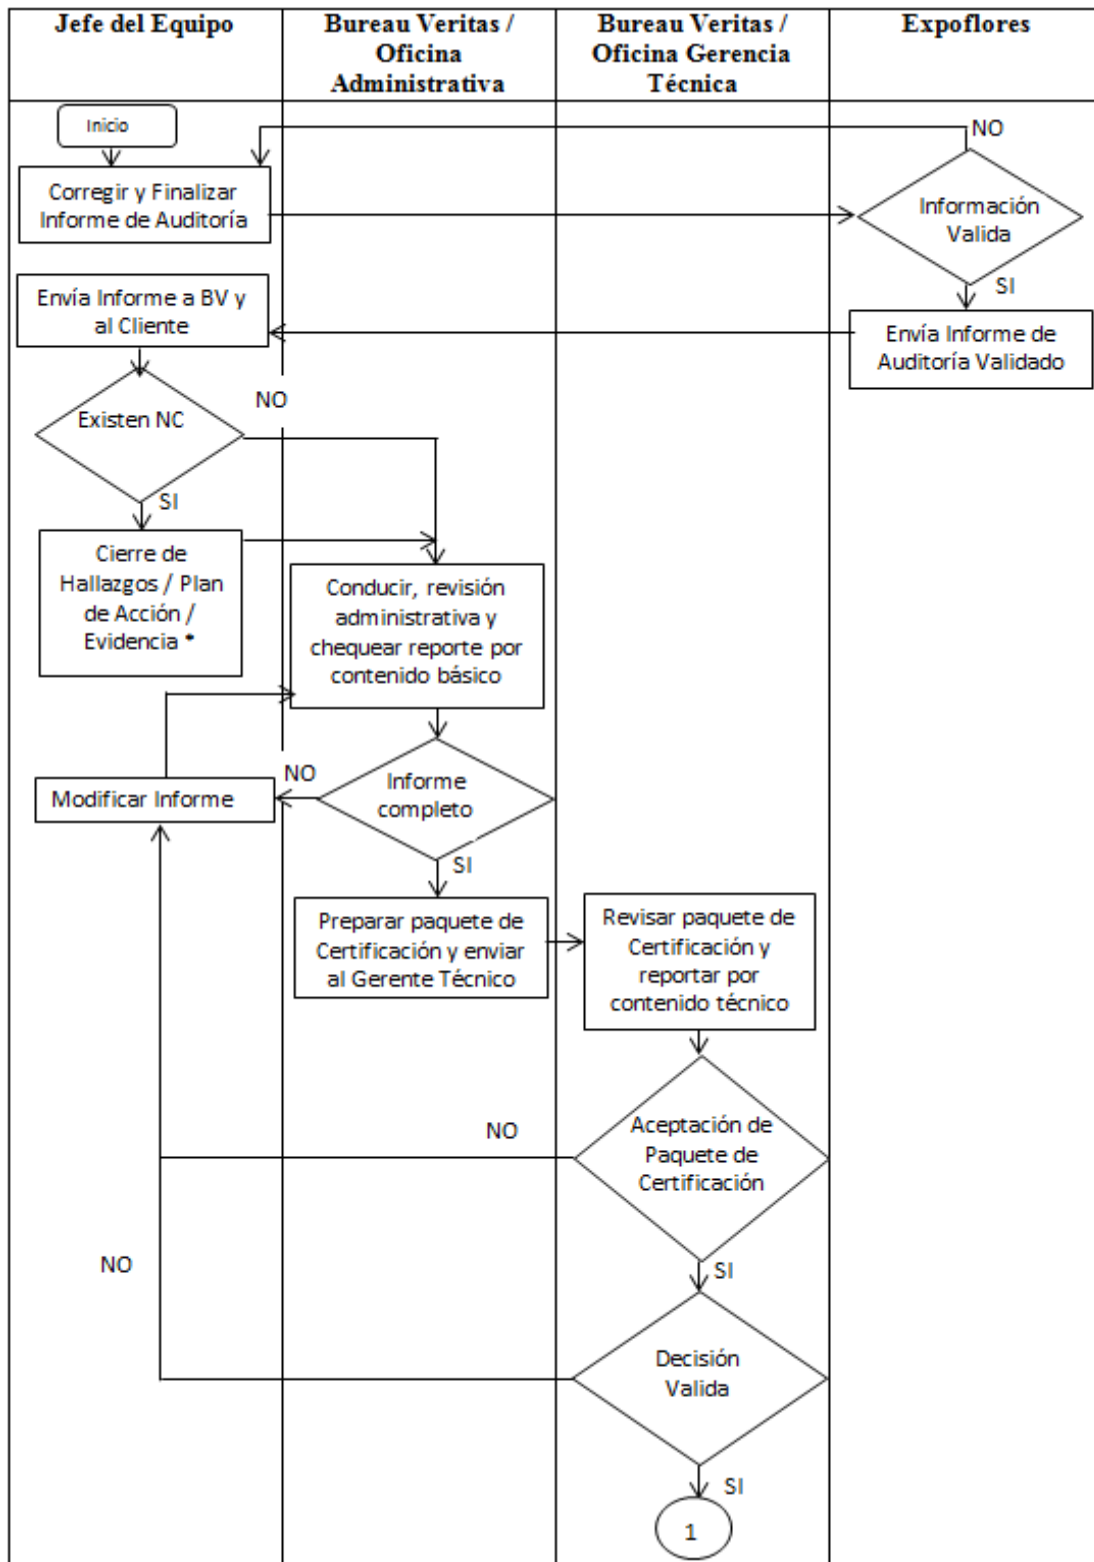 Jefe del Equipo
Bureau Veritas /
Oficina
Administrativa
Bureau Veritas /
Oficina Gerencia
Técnica
Expoflores
Inicio
NO
Corregir y Finalizar
Informe de Auditoría
Información
Valida
SI
Envía Informe a BV y
al Cliente
Envía Informe de
Auditoría Validado
NO
Existen NC
SI
Cierre de
Hallazgos / Plan
de Acción /
Evidencia *
Conducir, revisión
administrativa y
chequear reporte por
contenido básico
NO
Modificar Informe
Informe
completo
SI
Preparar paquete de
Certificación y enviar
al Gerente Técnico
Revisar paquete de
Certificación y
reportar por
contenido técnico
NO
Aceptación de
Paquete de
Certificación
NO
SI
Decisión
Valida
SI
1